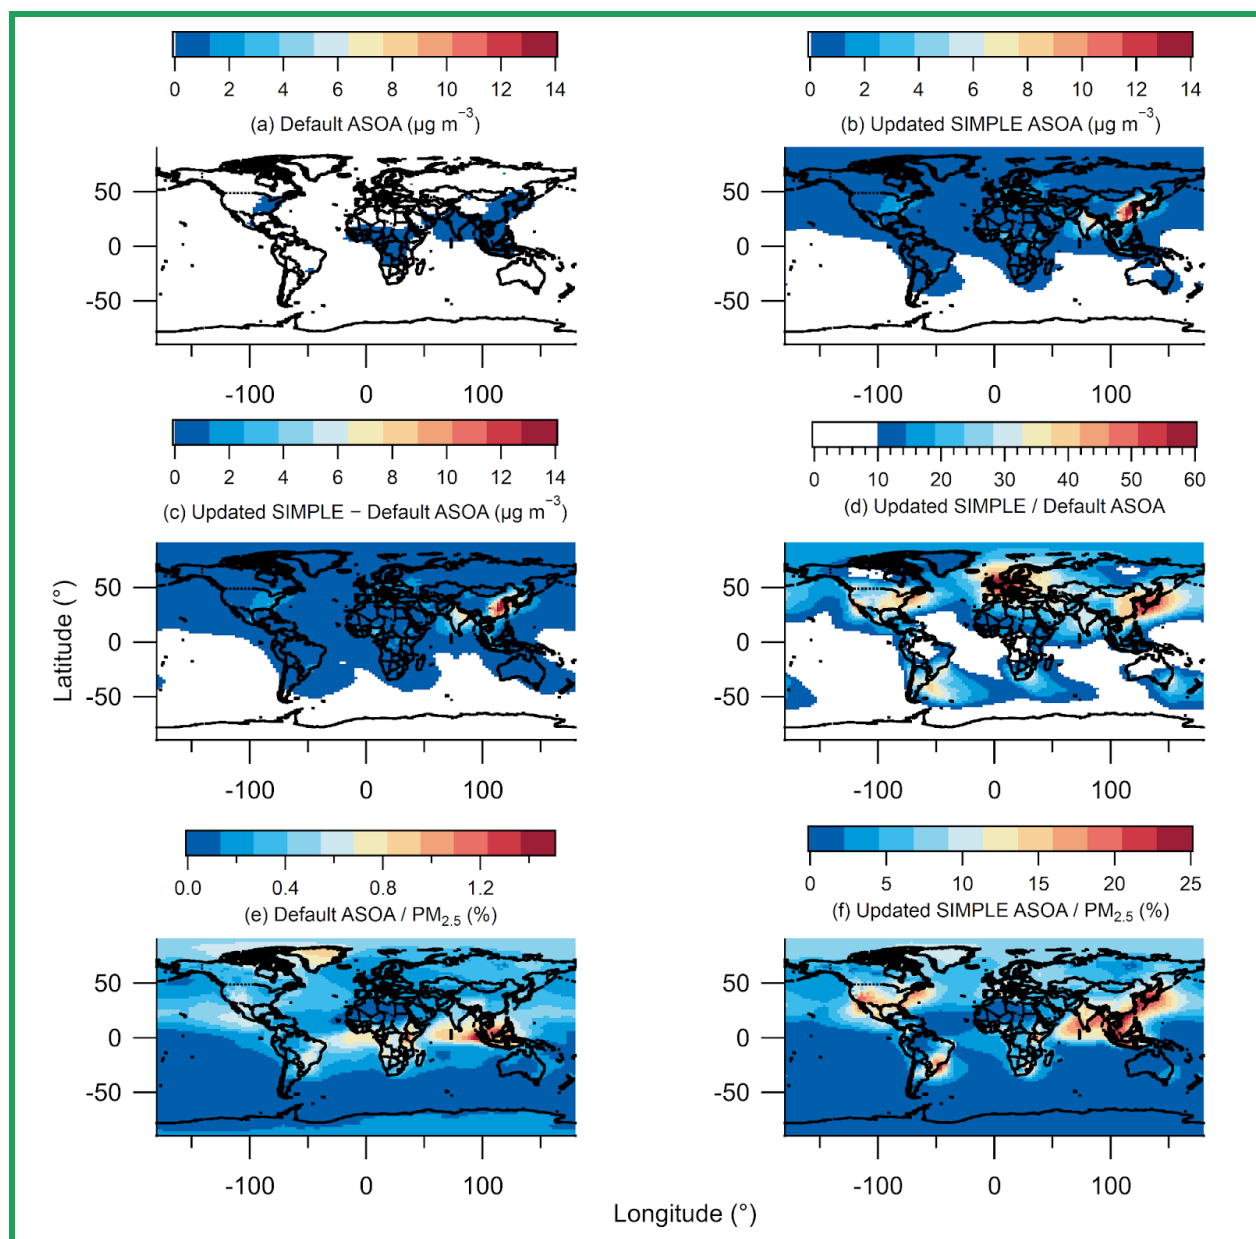 0 2 4 6 8 10 12 14
(a) Default ASOA (μg m⁻³)
50
0
-50
-100 0 100
0 2 4 6 8 10 12 14
(b) Updated SIMPLE ASOA (μg m⁻³)
50
0
-50
-100 0 100
0 2 4 6 8 10 12 14
(c) Updated SIMPLE − Default ASOA (μg m⁻³)
50
0
-50
-100 0 100
0 10 20 30 40 50 60
(d) Updated SIMPLE / Default ASOA
50
0
-50
-100 0 100
Latitude (°)
0.0 0.4 0.8 1.2
(e) Default ASOA / PM₂.₅ (%)
50
0
-50
-100 0 100
0 5 10 15 20 25
(f) Updated SIMPLE ASOA / PM₂.₅ (%)
50
0
-50
-100 0 100
Longitude (°)